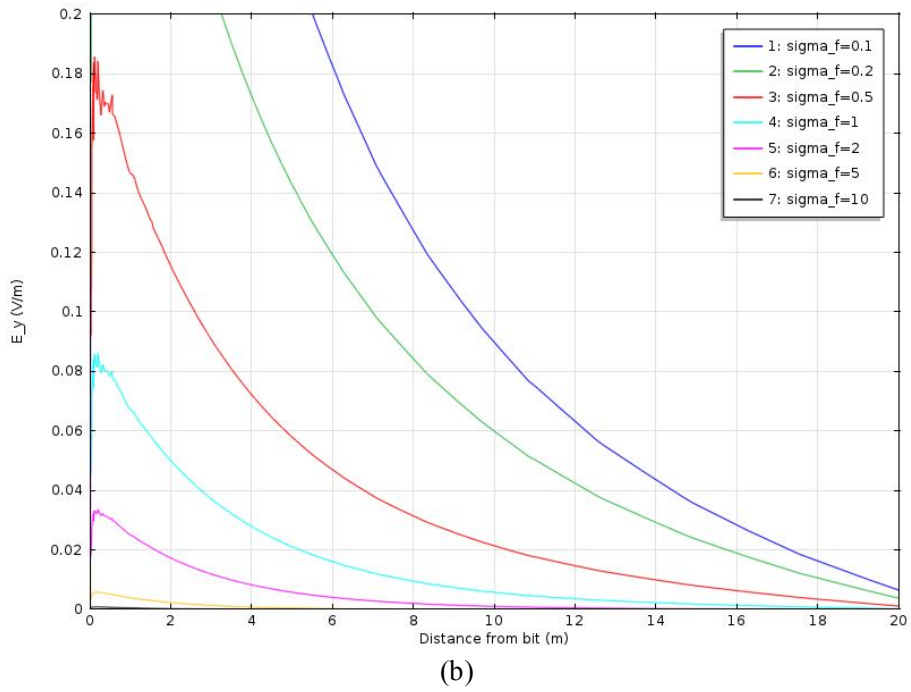 0.2
0.18
0.16
0.14
0.12
0.1
0.08
0.06
0.04
0.02
0
E_y (V/m)
1: sigma_f=0.1
2: sigma_f=0.2
3: sigma_f=0.5
4: sigma_f=1
5: sigma_f=2
6: sigma_f=5
7: sigma_f=10
0 2 4 6 8 10 12 14 16 18 20
Distance from bit (m)
(b)